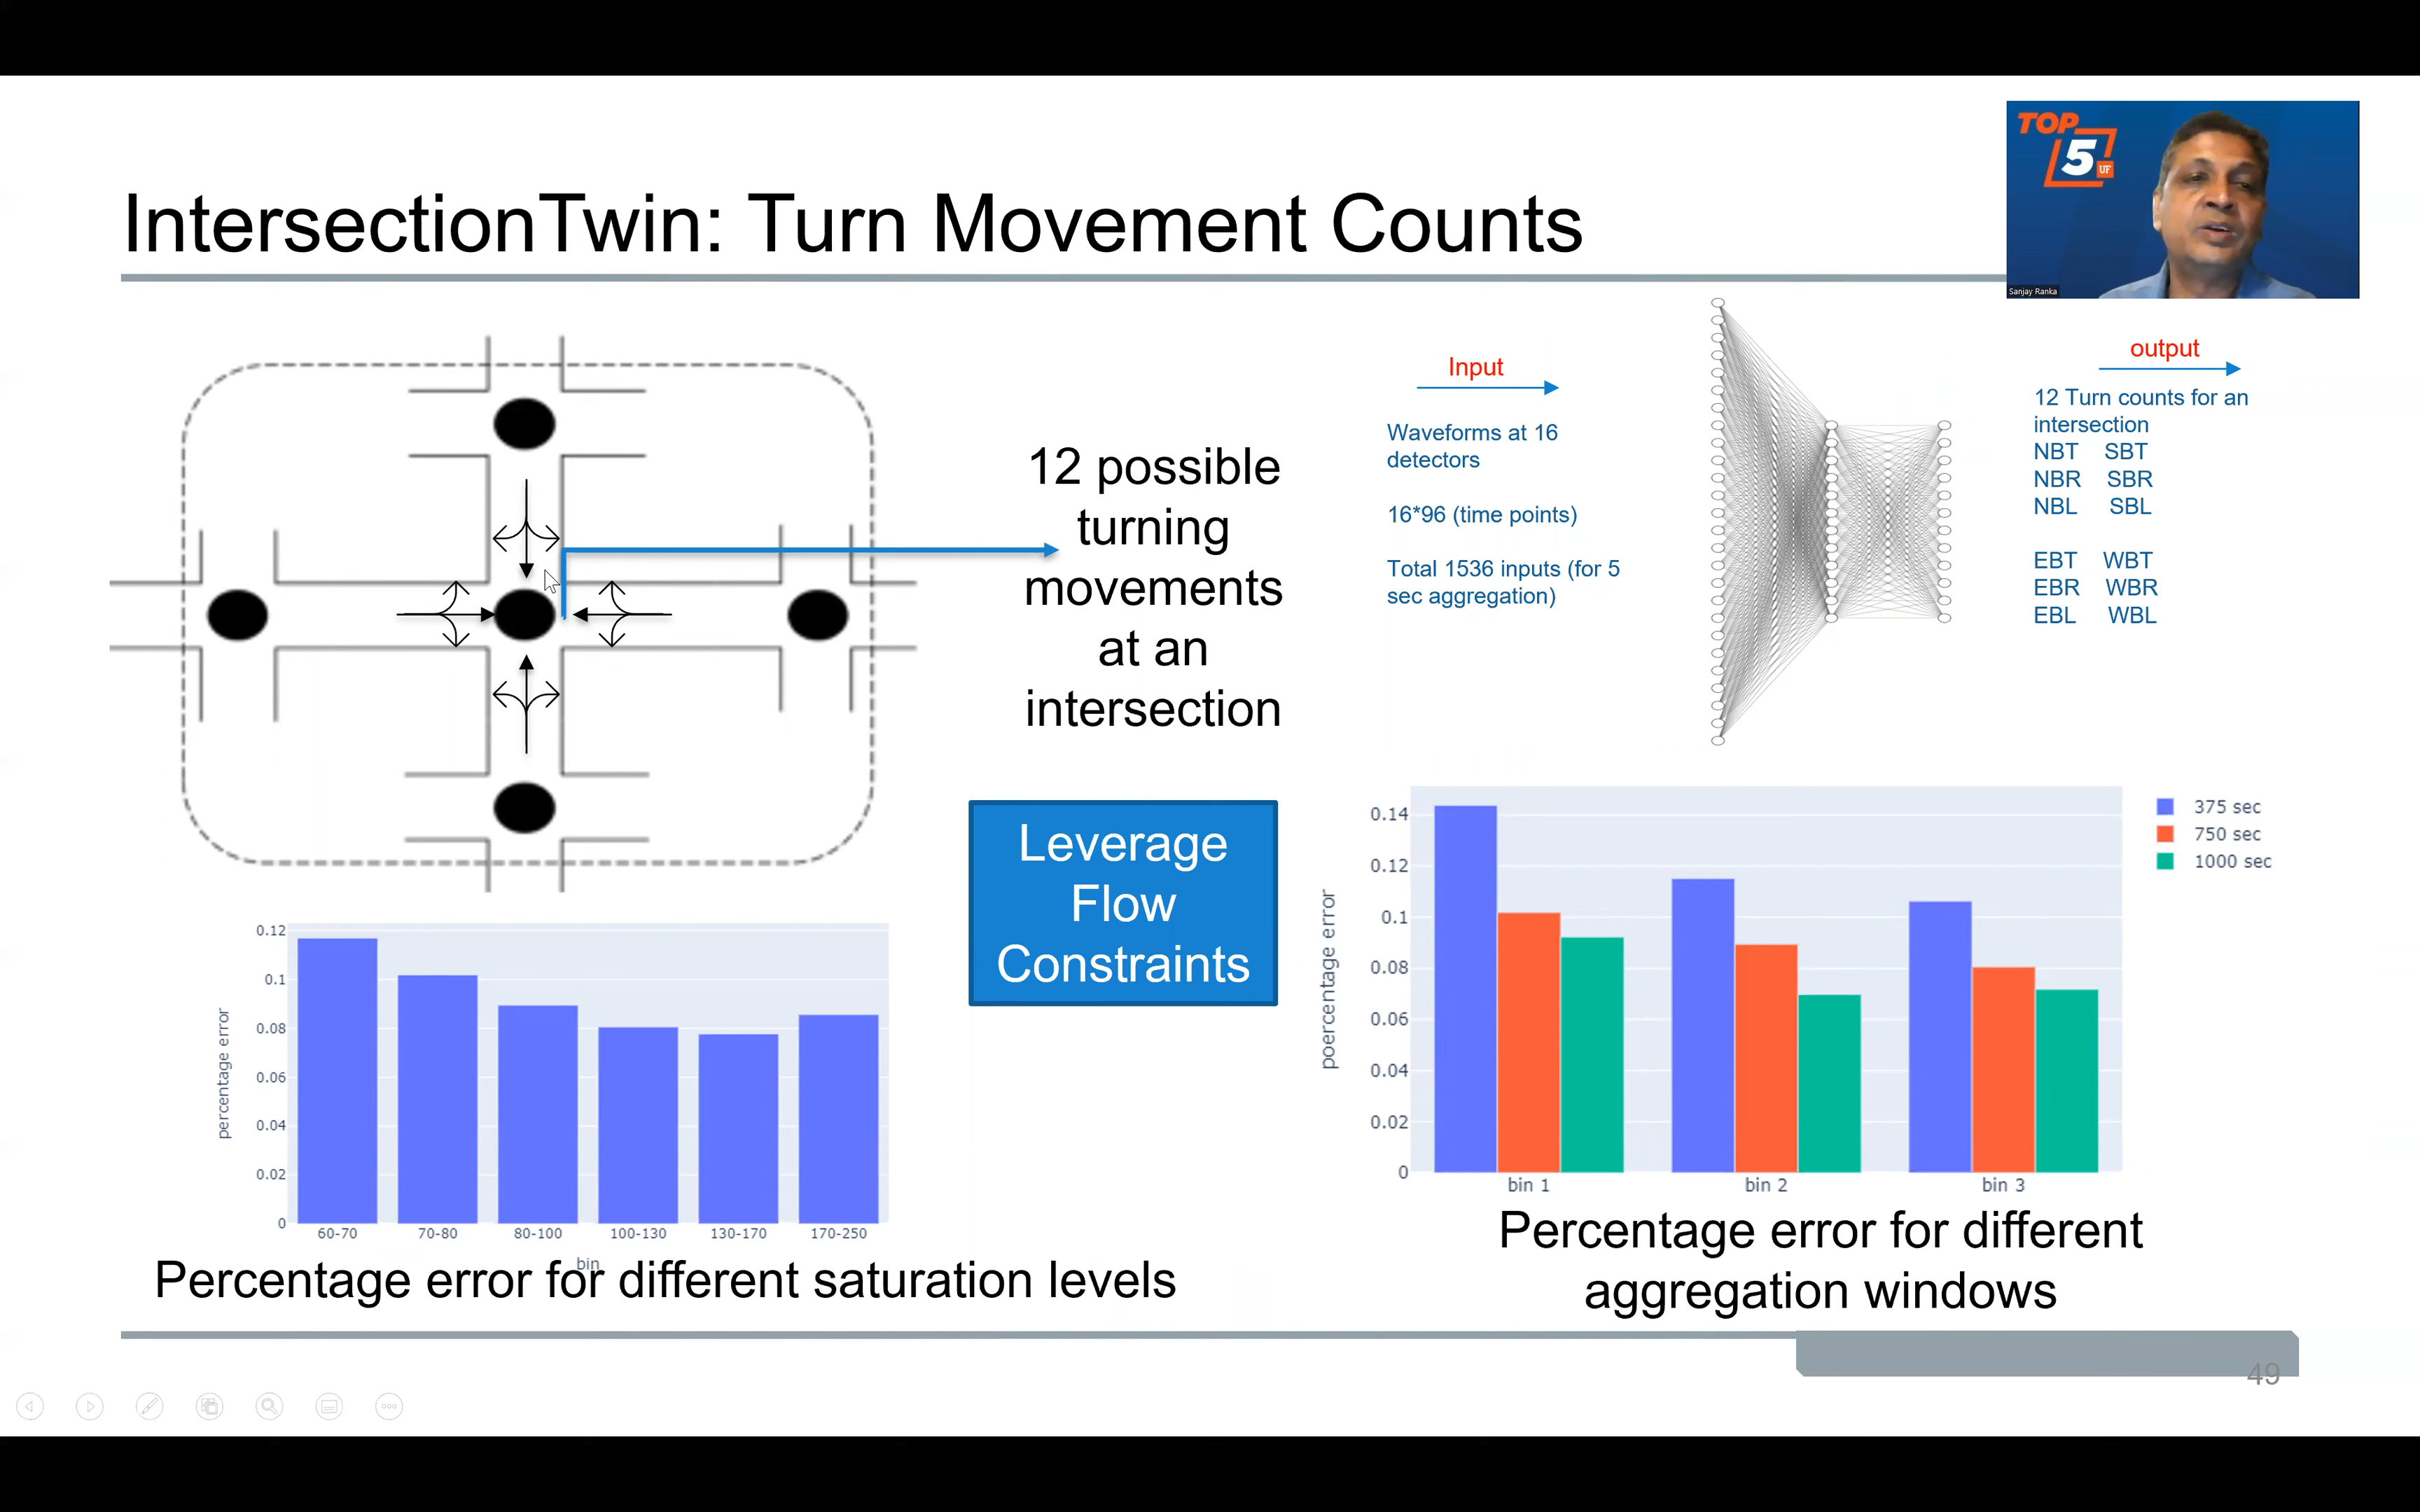 TOP
5
UF
Sanjay Ranka
IntersectionTwin: Turn Movement Counts
12 possible
turning
movements
at an
intersection
Input
Waveforms at 16
detectors
16*96 (time points)
Total 1536 inputs (for 5
sec aggregation)
output
12 Turn counts for an
intersection
NBT SBT
NBR SBR
NBL SBL
EBT WBT
EBR WBR
EBL WBL
Leverage
Flow
Constraints
percentage error
0.12
0.1
0.08
0.06
0.04
0.02
0
60-70 70-80 80-100 100-130 130-170 170-250
bin
Percentage error for different saturation levels
poercentage error
0.14
0.12
0.1
0.08
0.06
0.04
0.02
0
bin 1 bin 2 bin 3
375 sec
750 sec
1000 sec
Percentage error for different
aggregation windows
49